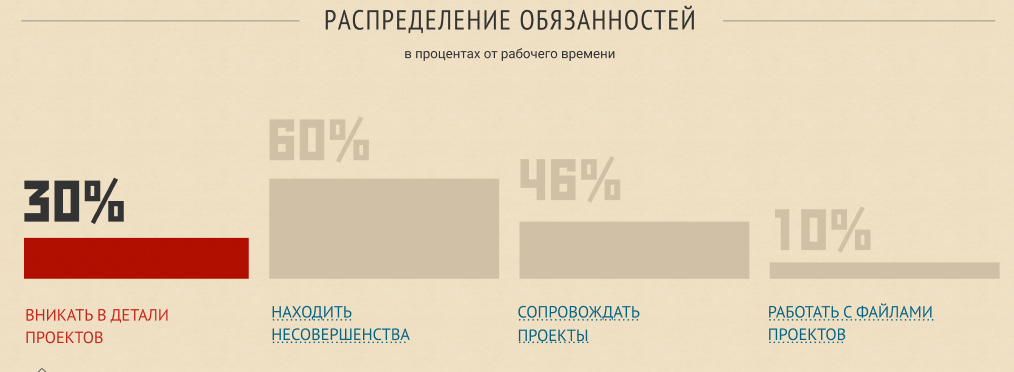 РАСПРЕДЕЛЕНИЕ ОБЯЗАННОСТЕЙ
в процентах от рабочего времени
30%
60%
46%
10%
ВНИКАТЬ В ДЕТАЛИ
ПРОЕКТОВ
НАХОДИТЬ
НЕСОВЕРШЕНСТВА
СОПРОВОЖДАТЬ
ПРОЕКТЫ
РАБОТАТЬ С ФАЙЛАМИ
ПРОЕКТОВ